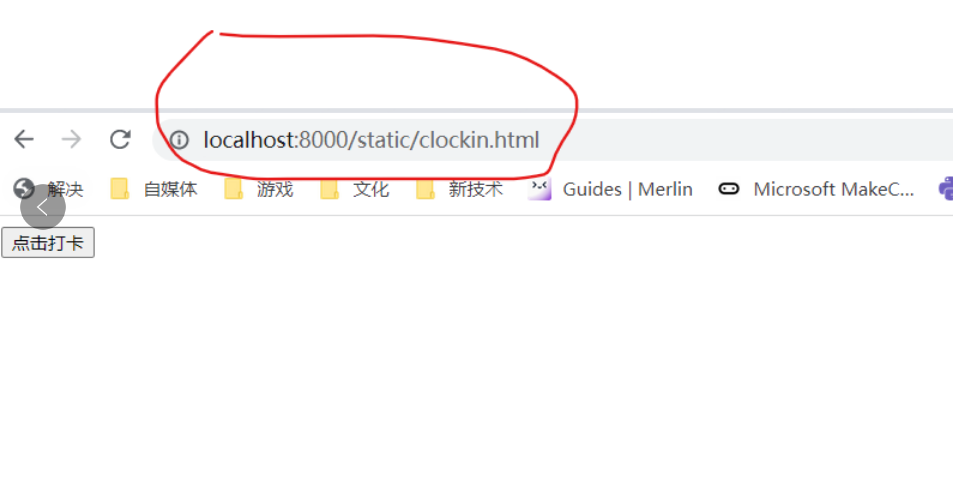 localhost:8000/static/clockin.html
解决 自媒体 游戏 文化 新技术 Guides | Merlin Microsoft MakeC...
点击打卡